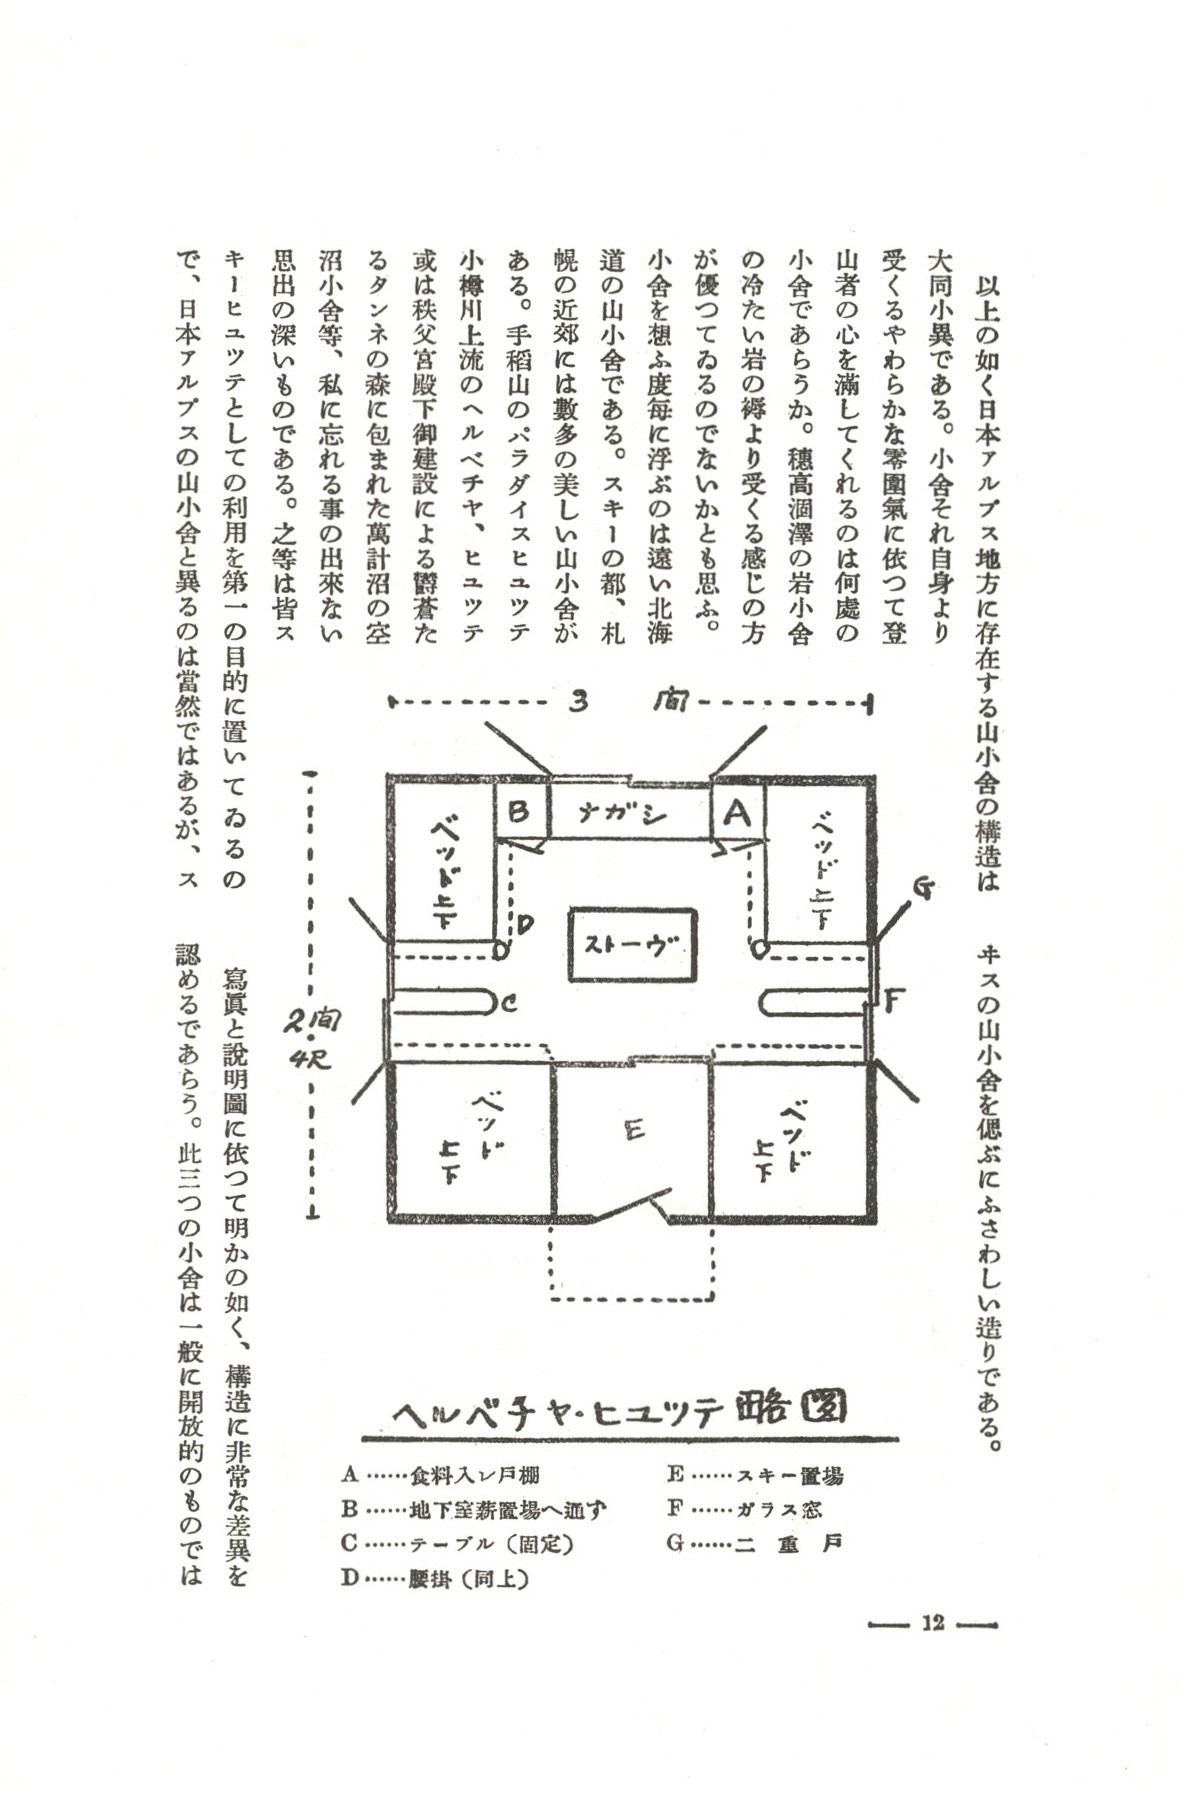 以上の如く日本アルプス地方に存在する山小舍の構造は
大同小異である。小舍それ自身より
受くるやわらかな雰圍氣に依つて登
山者の心を滿してくれるのは何處の
小舍であらうか。穗高涸澤の岩小舍
の冷たい岩の褥より受くる感じの方
が優つてゐるのでないかとも思ふ。
小舍を想ふ度每に浮ぶのは遠い北海
道の山小舍である。スキーの都、札
幌の近郊には數多の美しい山小舍が
ある。手稻山のパラダイスヒユツテ
小樽川上流のヘルベチヤ、ヒユツテ
或は秩父宮殿下御建設による鬱蒼た
るタンネの森に包まれた萬計沼の空
沼小舍等、私に忘れる事の出來ない
思出の深いものである。之等は皆ス
キーヒユツテとしての利用を第一の目的に置いてゐるの
で、日本アルプスの山小舍と異るのは當然ではあるが、ス
ヰスの山小舍を偲ぶにふさわしい造りである。
寫眞と說明圖に依つて明かの如く、構造に非常な差異を
認めるであらう。此三つの小舍は一般に開放的のものでは
3 間
2間
4尺
ベッド上下
B
ナガシ
A
ベッド上下
G
D
ストーヴ
C
F
ベッド
上下
E
ベッド
上下
ヘルベチヤ・ヒユツテ略図
A……食料入レ戸棚
B……地下室薪置場へ通ず
C……テーブル（固定）
D……腰掛（同上）
E……スキー置場
F……ガラス窓
G……二重戸
― 12 ―